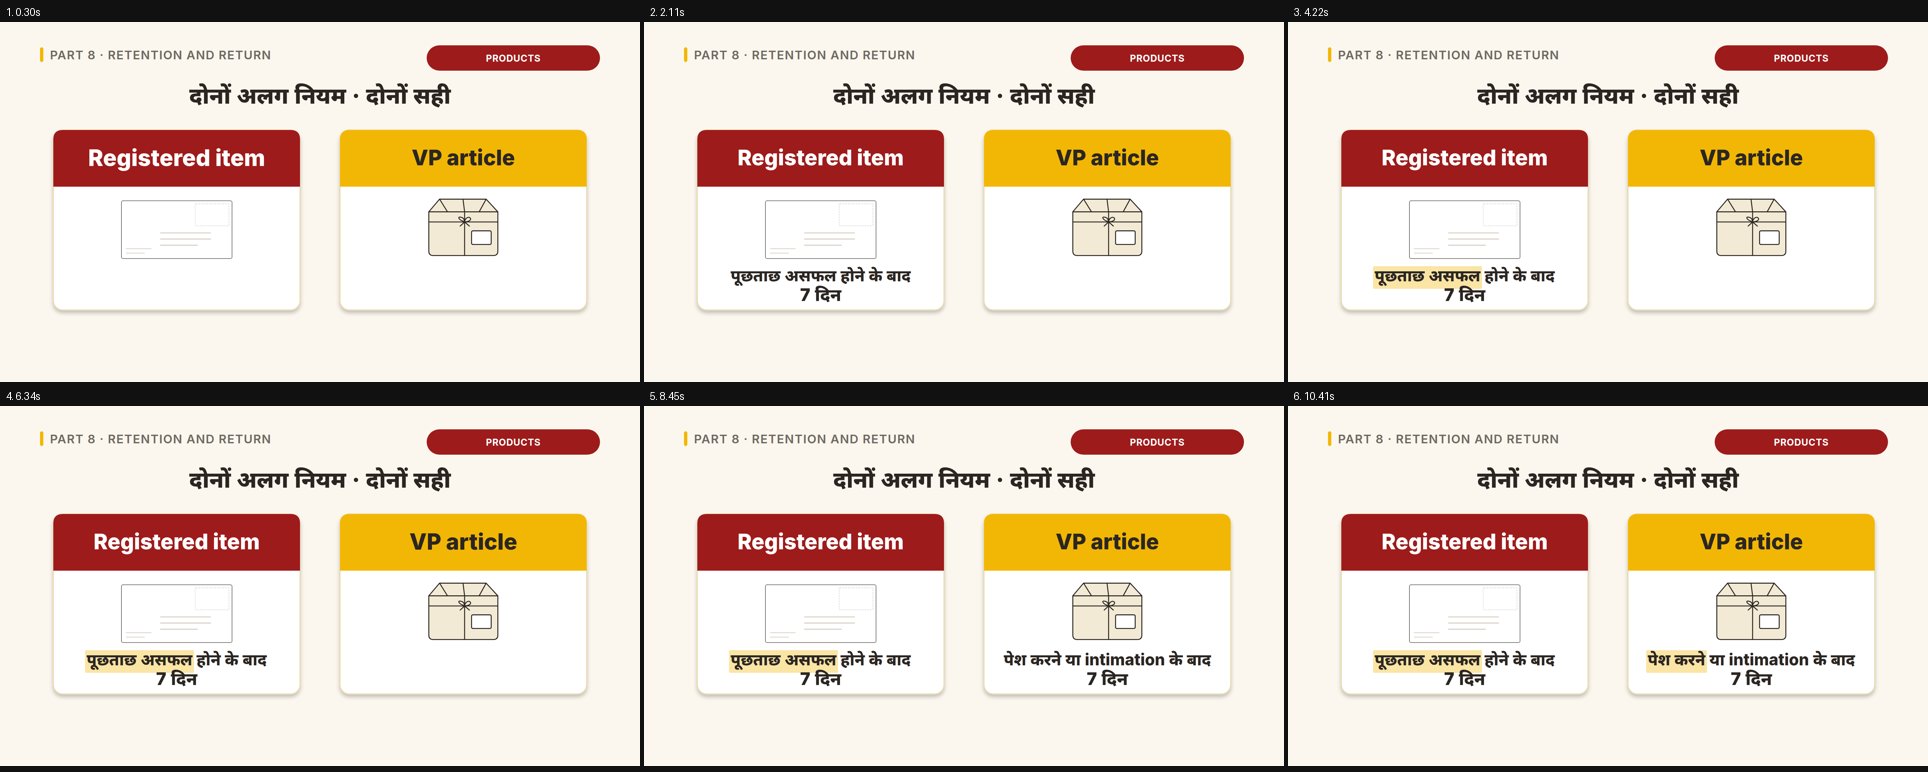 1. 0.30s
PART 8 · RETENTION AND RETURN
PRODUCTS
दोनों अलग नियम · दोनों सही
Registered item
VP article
2. 2.11s
PART 8 · RETENTION AND RETURN
PRODUCTS
दोनों अलग नियम · दोनों सही
Registered item
VP article
पूछताछ असफल होने के बाद
7 दिन
3. 4.22s
PART 8 · RETENTION AND RETURN
PRODUCTS
दोनों अलग नियम · दोनों सही
Registered item
VP article
पूछताछ असफल होने के बाद
7 दिन
4. 6.34s
PART 8 · RETENTION AND RETURN
PRODUCTS
दोनों अलग नियम · दोनों सही
Registered item
VP article
पूछताछ असफल होने के बाद
7 दिन
5. 8.45s
PART 8 · RETENTION AND RETURN
PRODUCTS
दोनों अलग नियम · दोनों सही
Registered item
VP article
पूछताछ असफल होने के बाद
7 दिन
पेश करने या intimation के बाद
7 दिन
6. 10.41s
PART 8 · RETENTION AND RETURN
PRODUCTS
दोनों अलग नियम · दोनों सही
Registered item
VP article
पूछताछ असफल होने के बाद
7 दिन
पेश करने या intimation के बाद
7 दिन